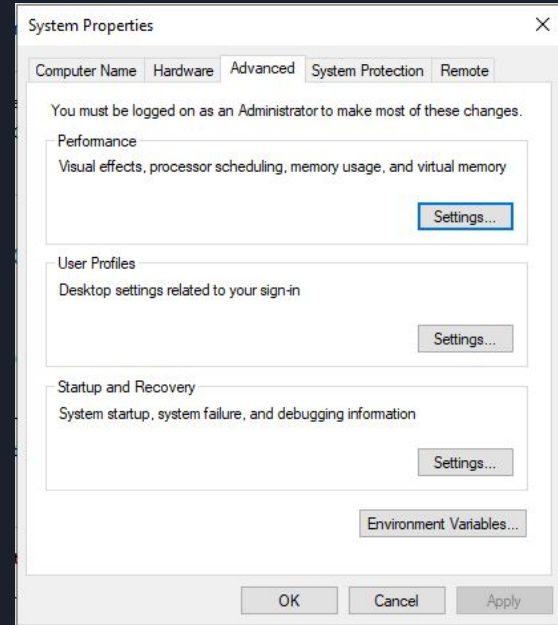 System Properties
Computer Name Hardware Advanced System Protection Remote
You must be logged on as an Administrator to make most of these changes.
Performance
Visual effects, processor scheduling, memory usage, and virtual memory
Settings...
User Profiles
Desktop settings related to your sign-in
Settings...
Startup and Recovery
System startup, system failure, and debugging information
Settings...
Environment Variables...
OK Cancel Apply